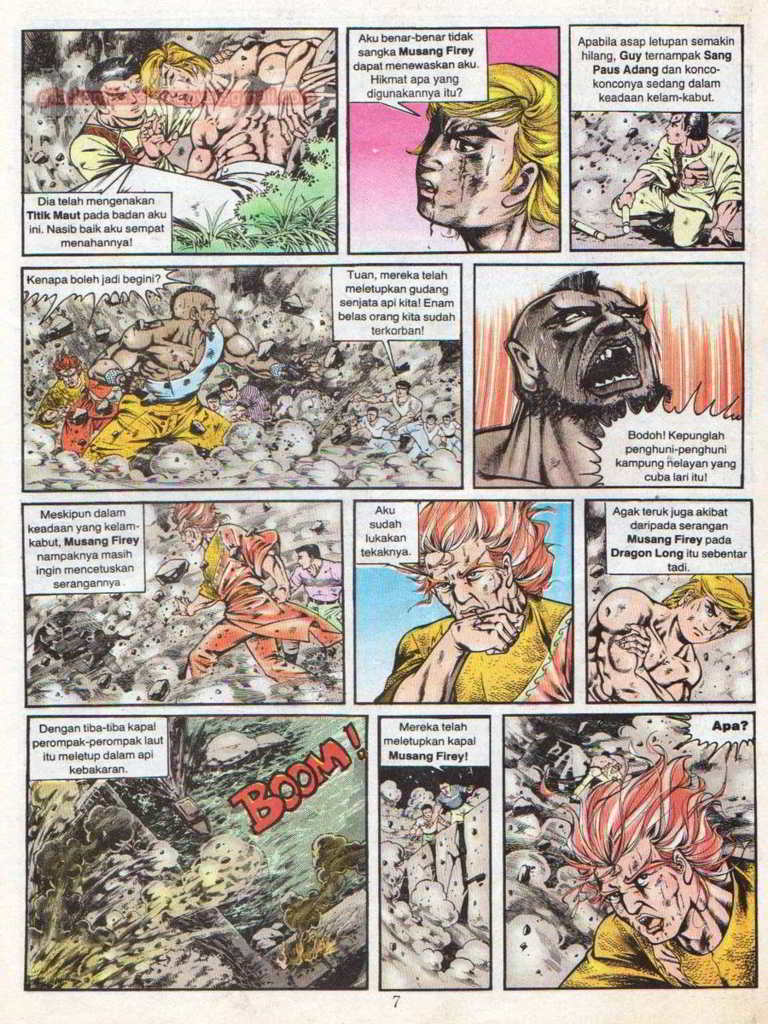 Dia telah mengenakan
Titik Maut pada badan aku
ini. Nasib baik aku sempat
menahannya!
Aku benar-benar tidak
sangka Musang Firey
dapat menewaskan aku.
Hikmat apa yang
digunakannya itu?
Apabila asap letupan semakin
hilang, Guy ternampak Sang
Paus Adang dan konco-
konconya sedang dalam
keadaan kelam-kabut.
Kenapa boleh jadi begini?
Tuan, mereka telah
meletupkan gudang
senjata api kita! Enam
belas orang kita sudah
terkorban!
Bodoh! Kepunglah
penghuni-penghuni
kampung nelayan yang
cuba lari itu!
Meskipun dalam
keadaan yang kelam-
kabut, Musang Firey
nampaknya masih
ingin mencetuskan
serangannya.
Aku
sudah
lukakan
tekaknya.
Agak teruk juga akibat
daripada serangan
Musang Firey pada
Dragon Long itu sebentar
tadi.
Dengan tiba-tiba kapal
perompak-perompak laut
itu meletup dalam api
kebakaran.
BOOM!
Mereka telah
meletupkan kapal
Musang Firey!
Apa?
7